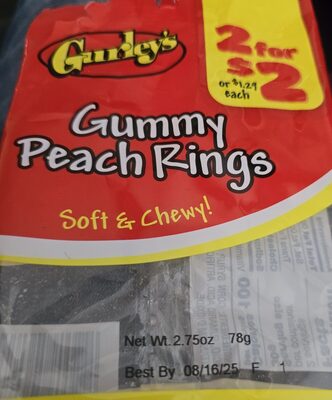 Gurley's
2 for
$2
or $1.29
each
Gummy
Peach Rings
Soft & Chewy!
Net Wt. 2.75oz 78g
Best By 08/16/25 F 1